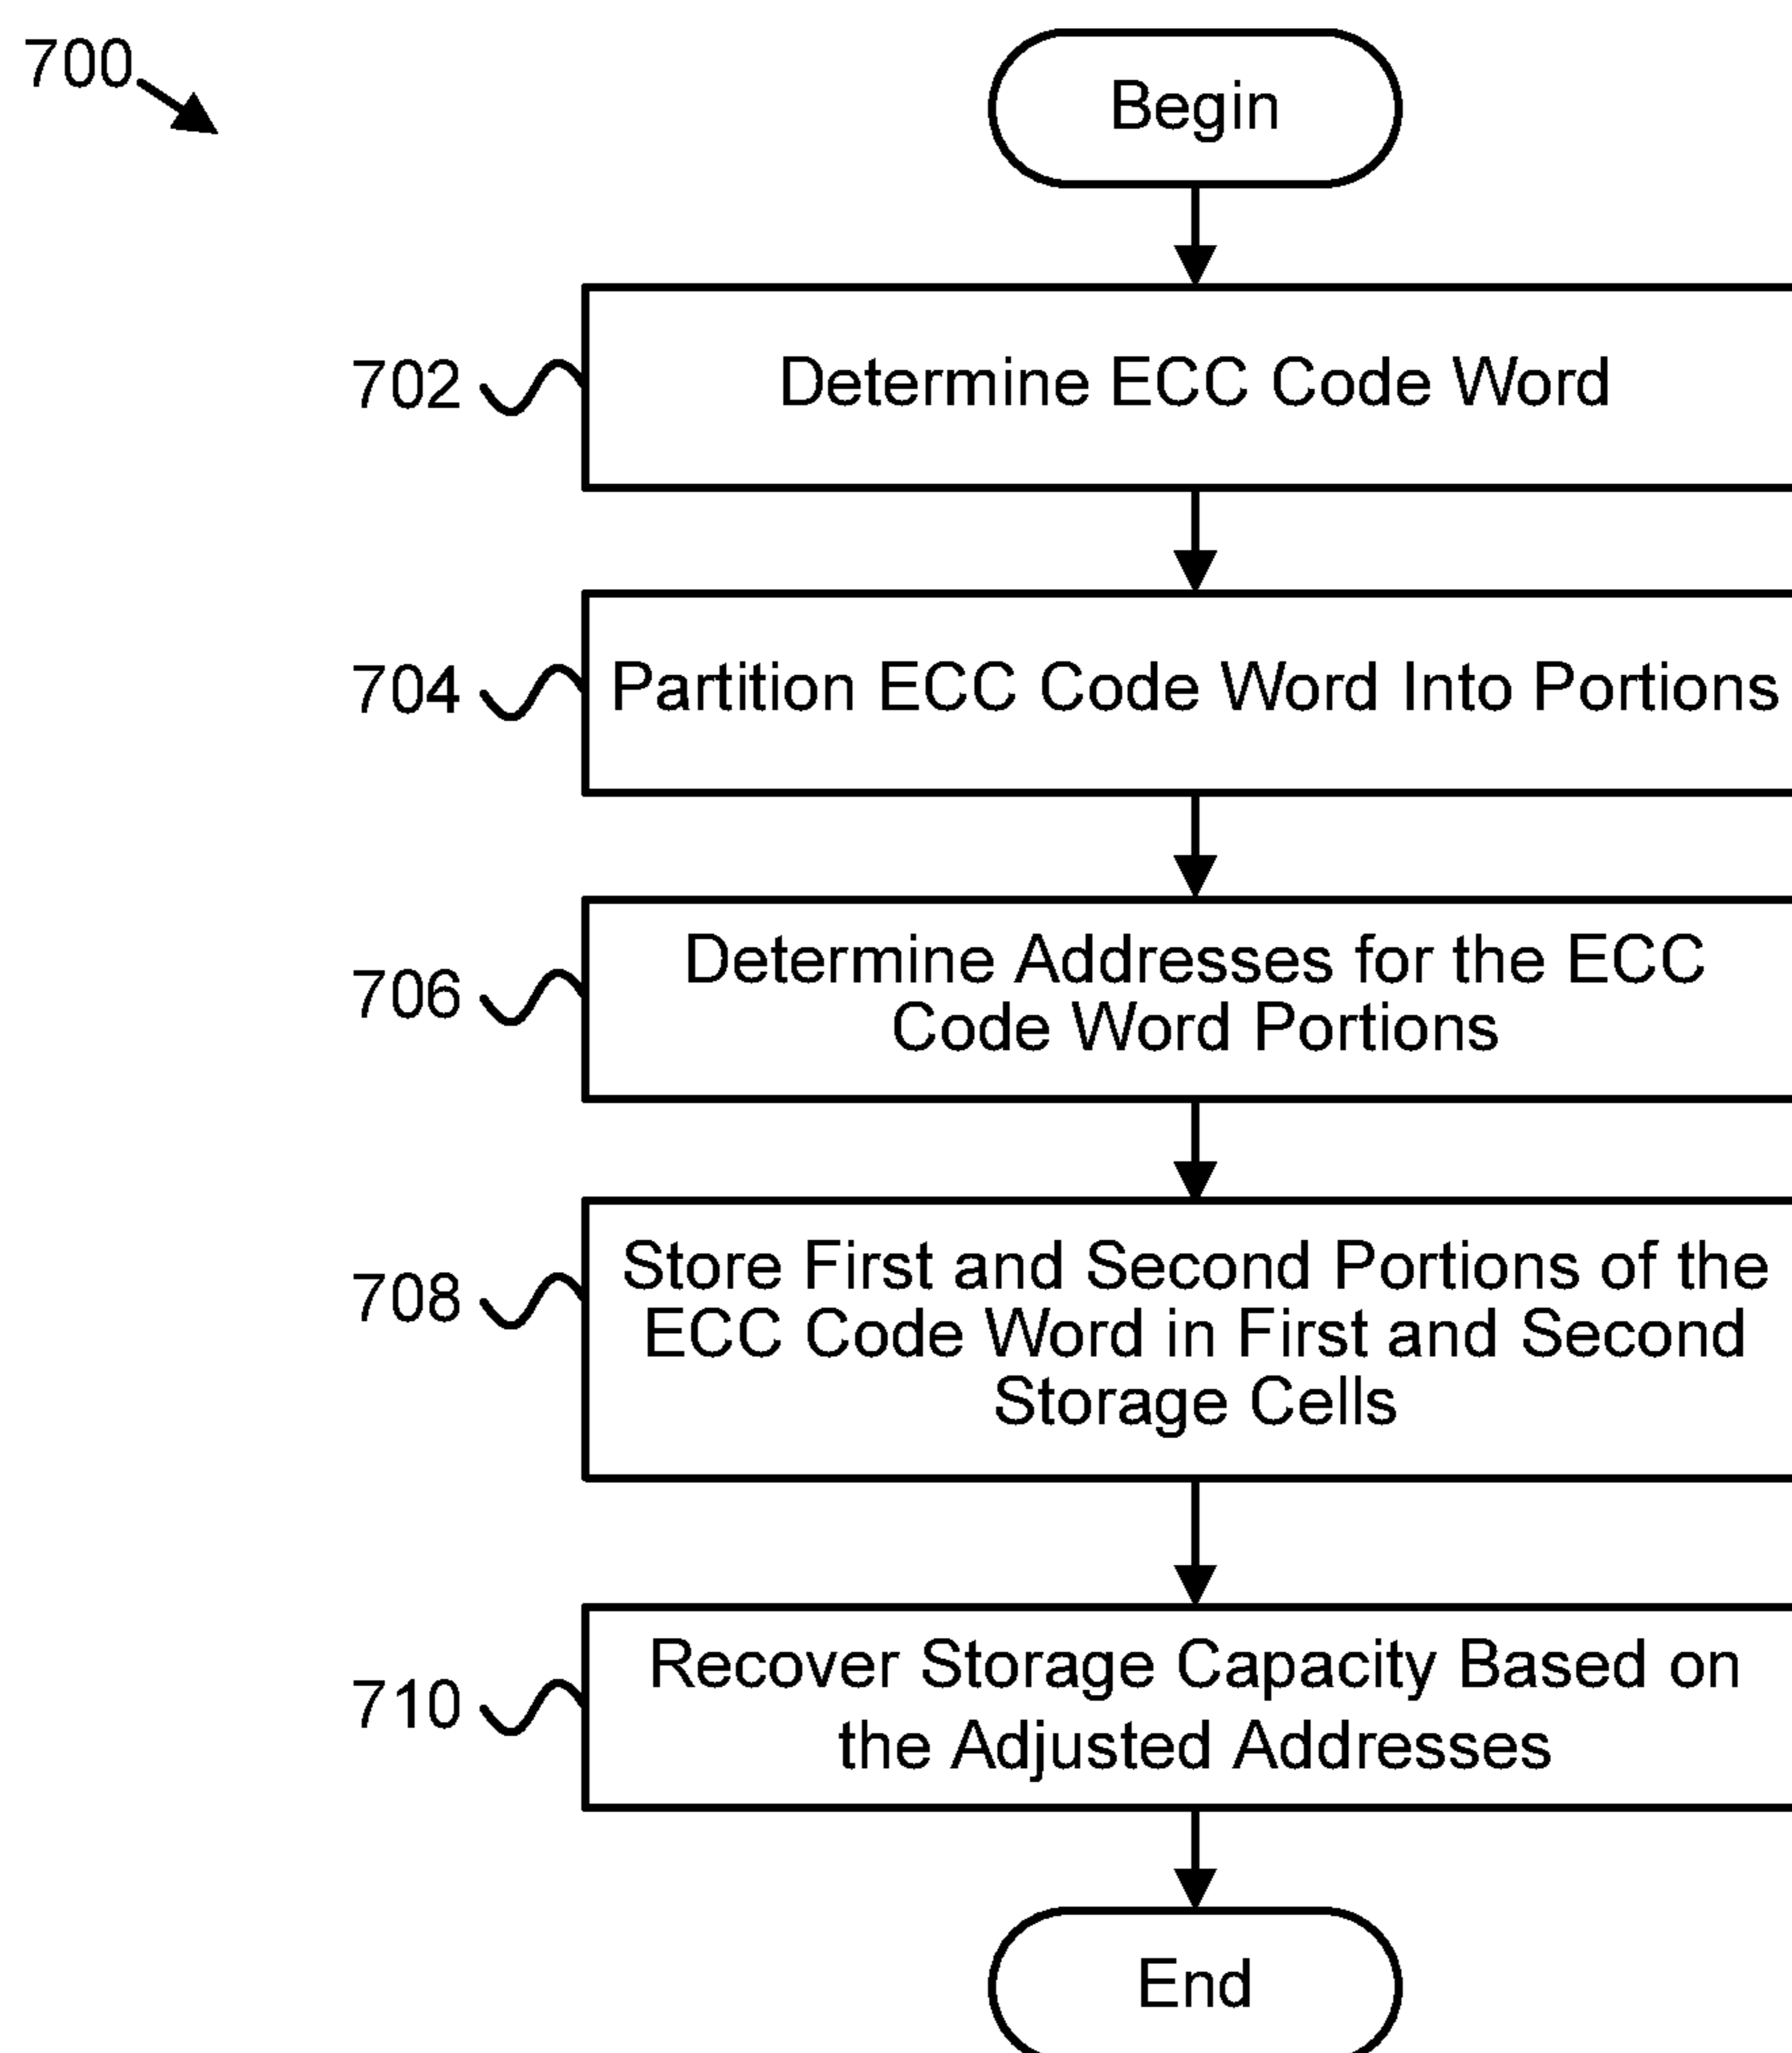 700
Begin
702
Determine ECC Code Word
704
Partition ECC Code Word Into Portions
706
Determine Addresses for the ECC
Code Word Portions
708
Store First and Second Portions of the
ECC Code Word in First and Second
Storage Cells
710
Recover Storage Capacity Based on
the Adjusted Addresses
End